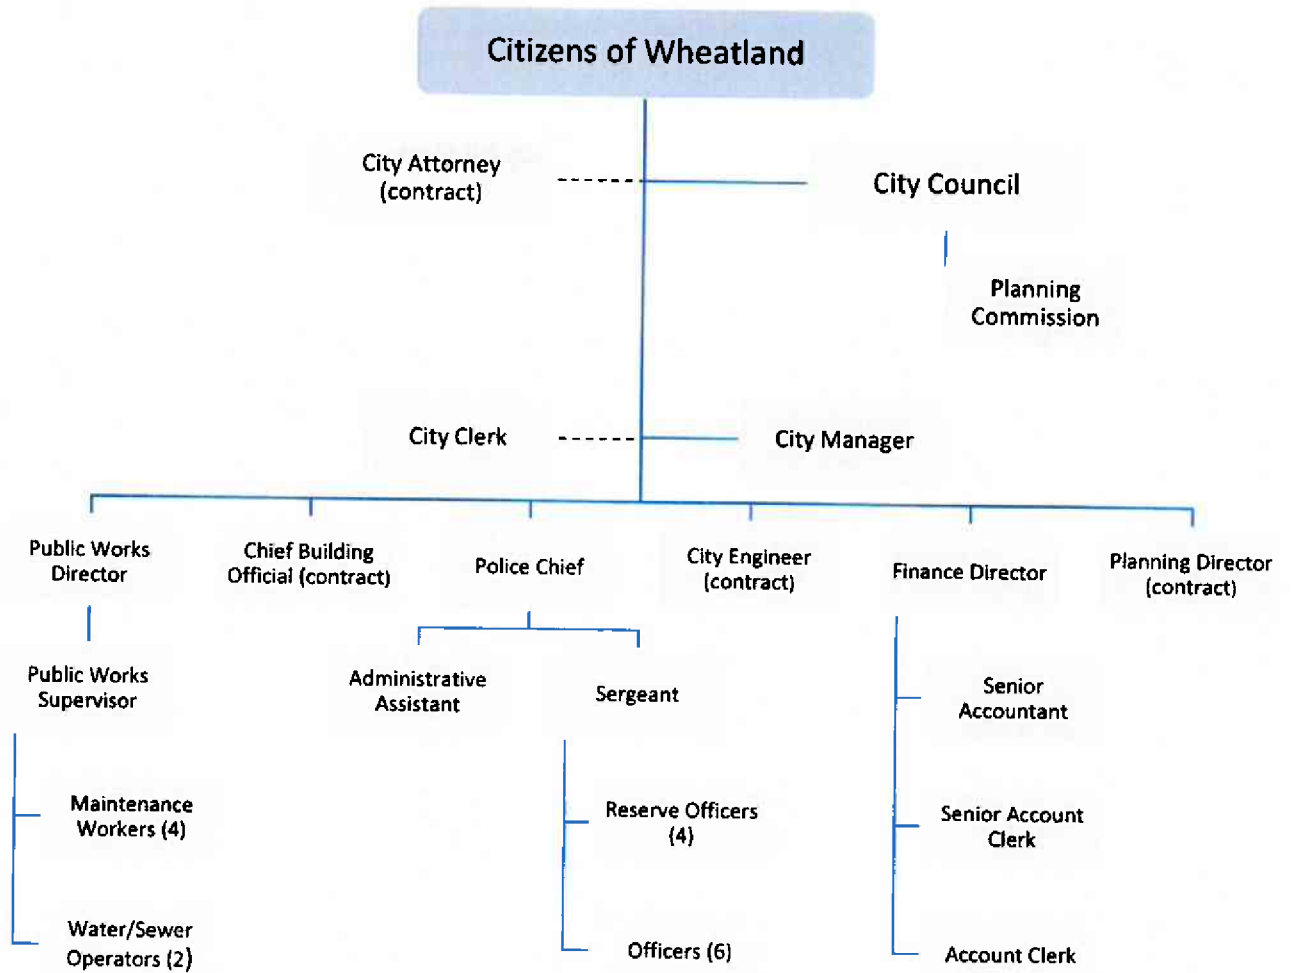 Citizens of Wheatland
City Attorney
(contract)
City Council
Planning
Commission
City Clerk
City Manager
Public Works
Director
Chief Building
Official (contract)
Police Chief
City Engineer
(contract)
Finance Director
Planning Director
(contract)
Public Works
Supervisor
Administrative
Assistant
Sergeant
Senior
Accountant
Maintenance
Workers (4)
Reserve Officers
(4)
Senior Account
Clerk
Water/Sewer
Operators (2)
Officers (6)
Account Clerk